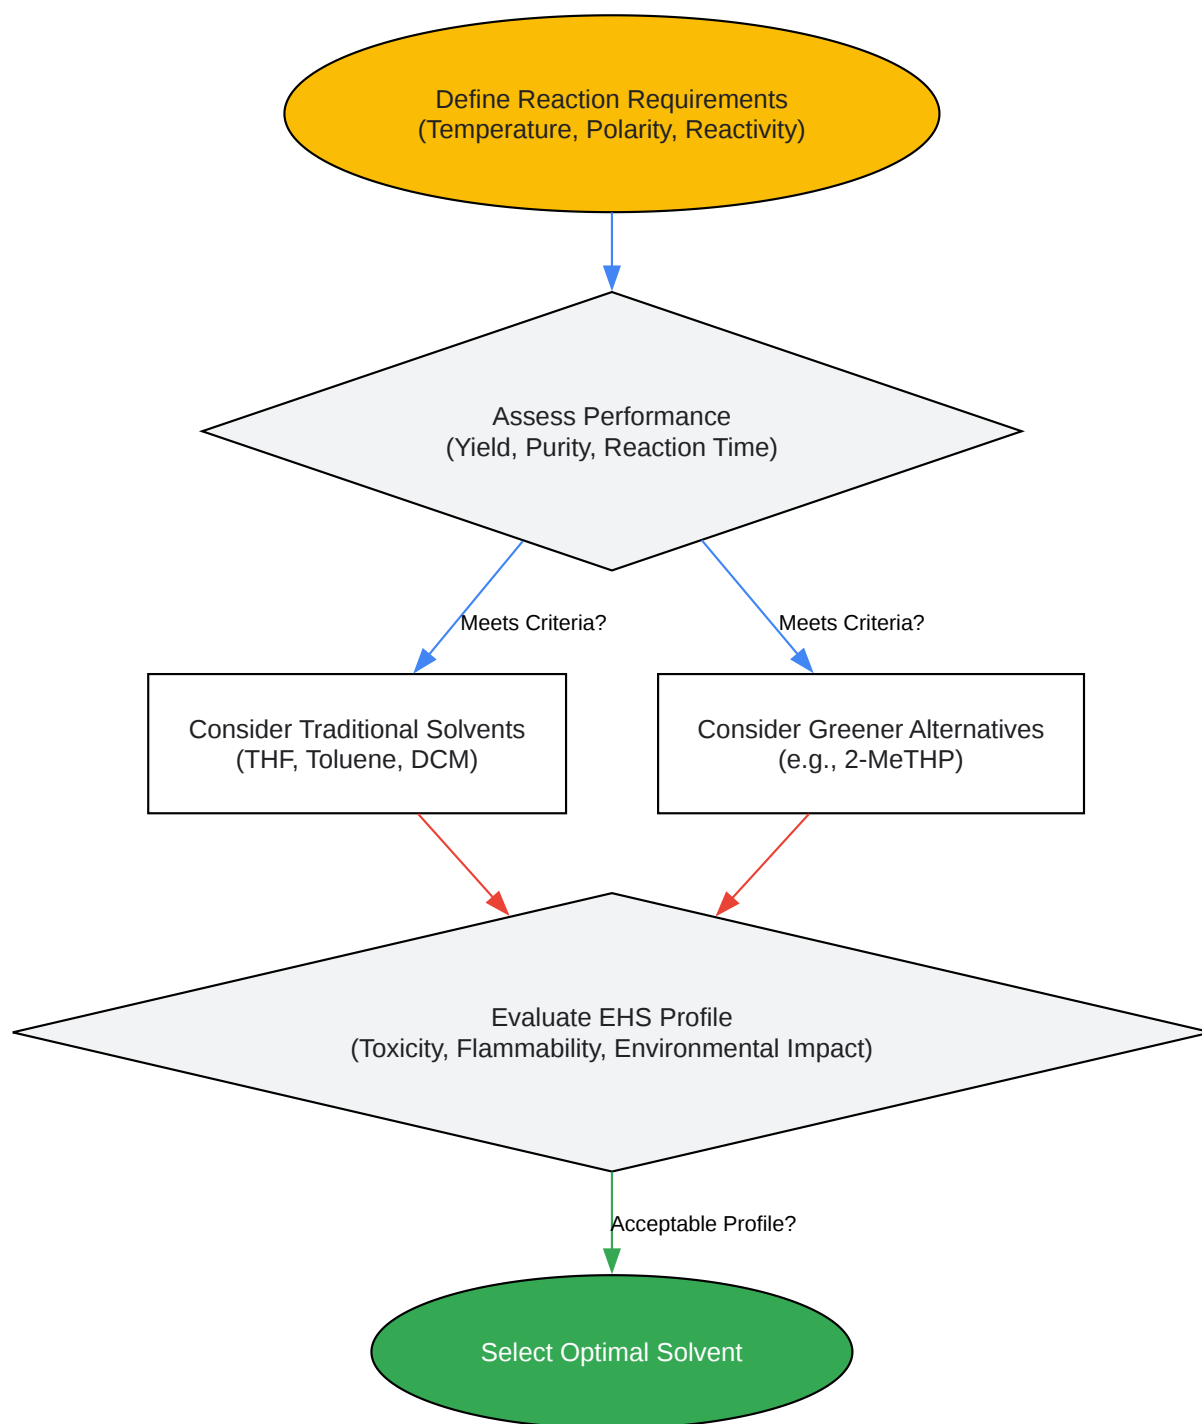 Define Reaction Requirements
(Temperature, Polarity, Reactivity)
Assess Performance
(Yield, Purity, Reaction Time)
Meets Criteria?
Meets Criteria?
Consider Traditional Solvents
(THF, Toluene, DCM)
Consider Greener Alternatives
(e.g., 2-MeTHP)
Evaluate EHS Profile
(Toxicity, Flammability, Environmental Impact)
Acceptable Profile?
Select Optimal Solvent